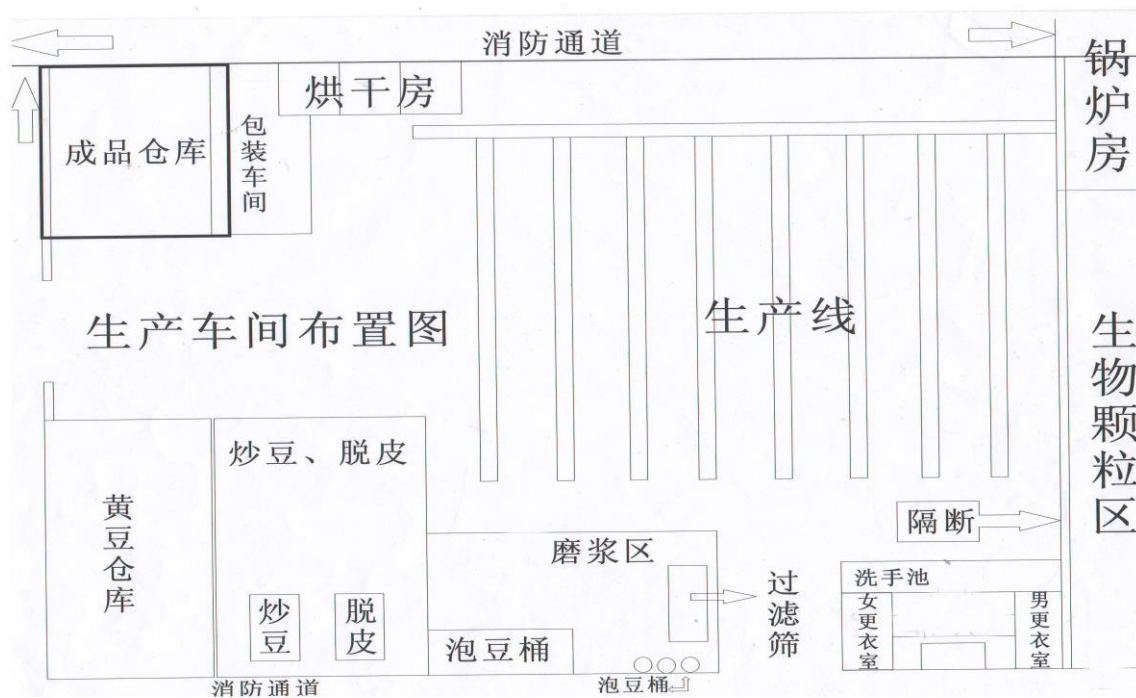 消防通道
锅炉房
烘干房
成品仓库
包装车间
生产车间布置图
生产线
生物颗粒区
炒豆、脱皮
黄豆仓库
炒豆
脱皮
磨浆区
泡豆桶
泡豆桶
过滤筛
隔断
洗手池
女更衣室
男更衣室
消防通道